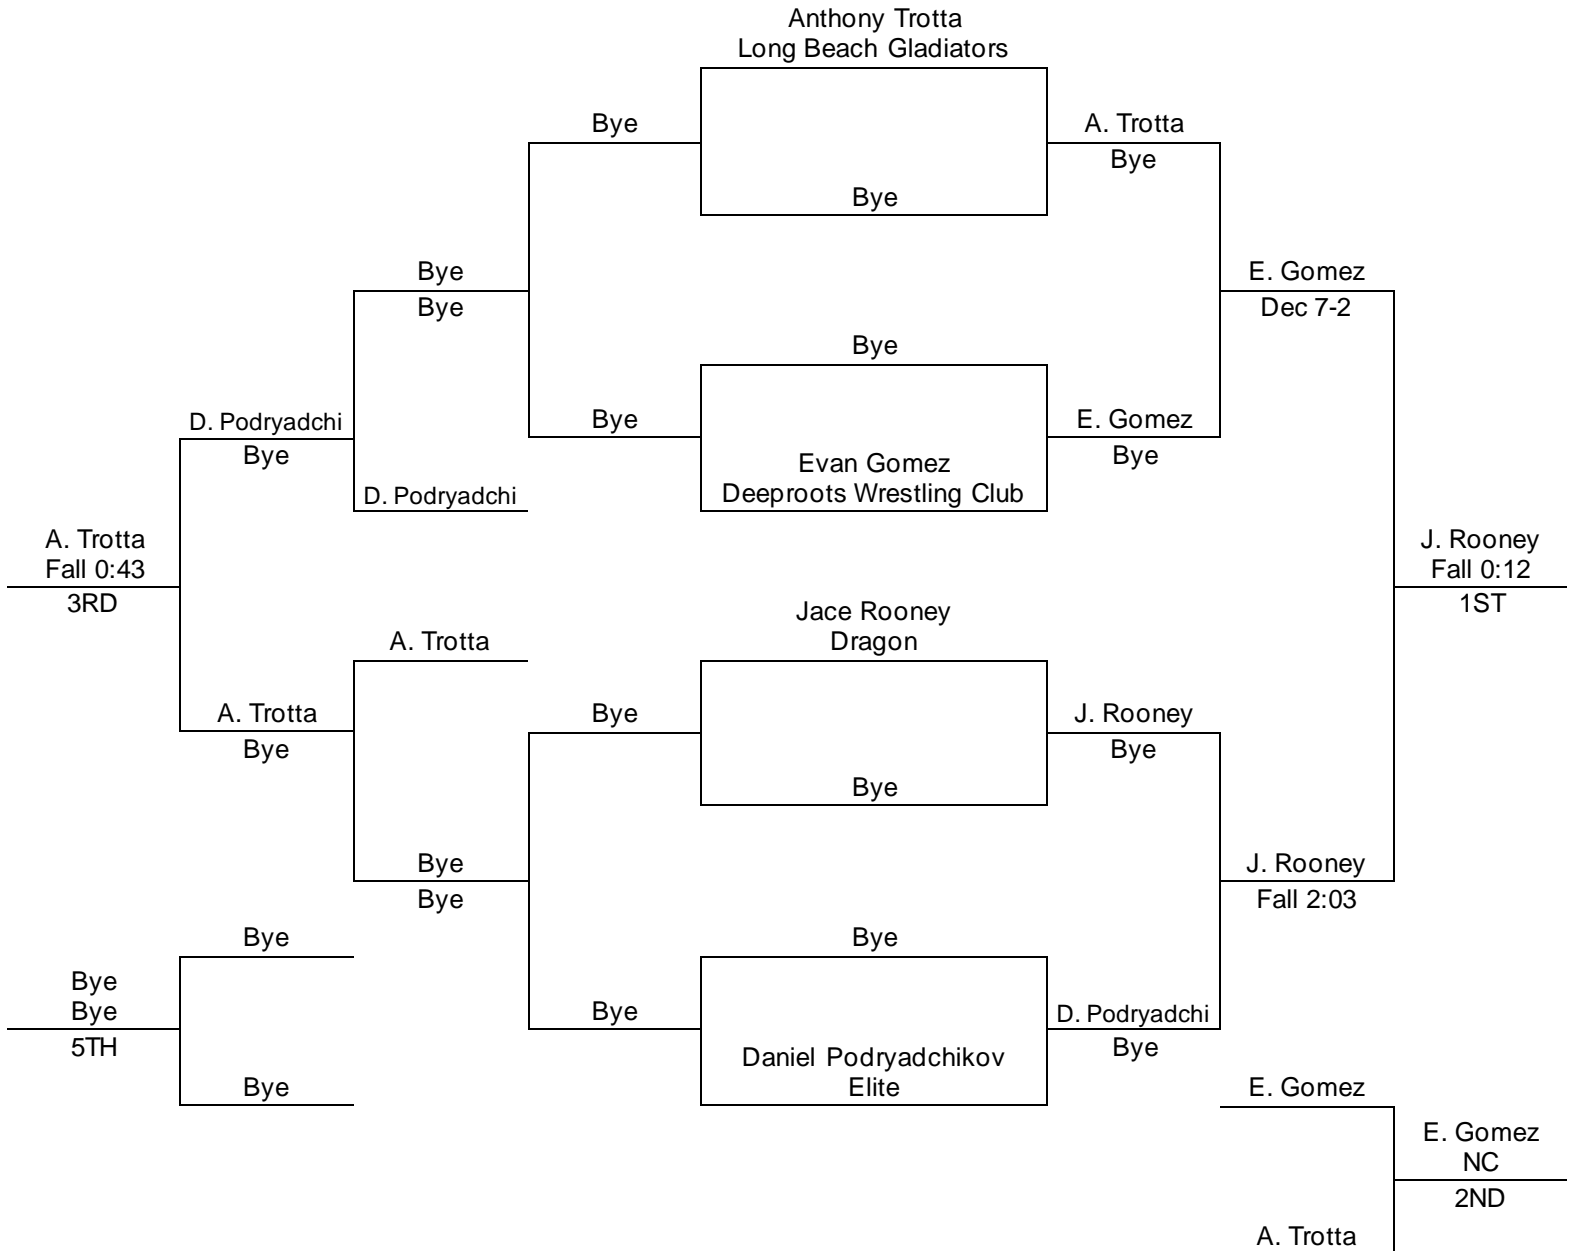 Anthony Trotta
Long Beach Gladiators
Bye
A. Trotta
Bye
Bye
Bye
E. Gomez
Bye
Dec 7-2
Bye
D. Podryadchi
Bye
E. Gomez
Bye
Bye
Evan Gomez
Deeproots Wrestling Club
D. Podryadchi
A. Trotta
Fall 0:43
3RD
J. Rooney
Fall 0:12
1ST
Jace Rooney
Dragon
A. Trotta
A. Trotta
Bye
Bye
J. Rooney
Bye
Bye
Bye
Bye
J. Rooney
Fall 2:03
Bye
Bye
Bye
Bye
5TH
Bye
D. Podryadchi
Bye
Daniel Podryadchikov
Elite
Bye
E. Gomez
E. Gomez
NC
2ND
A. Trotta